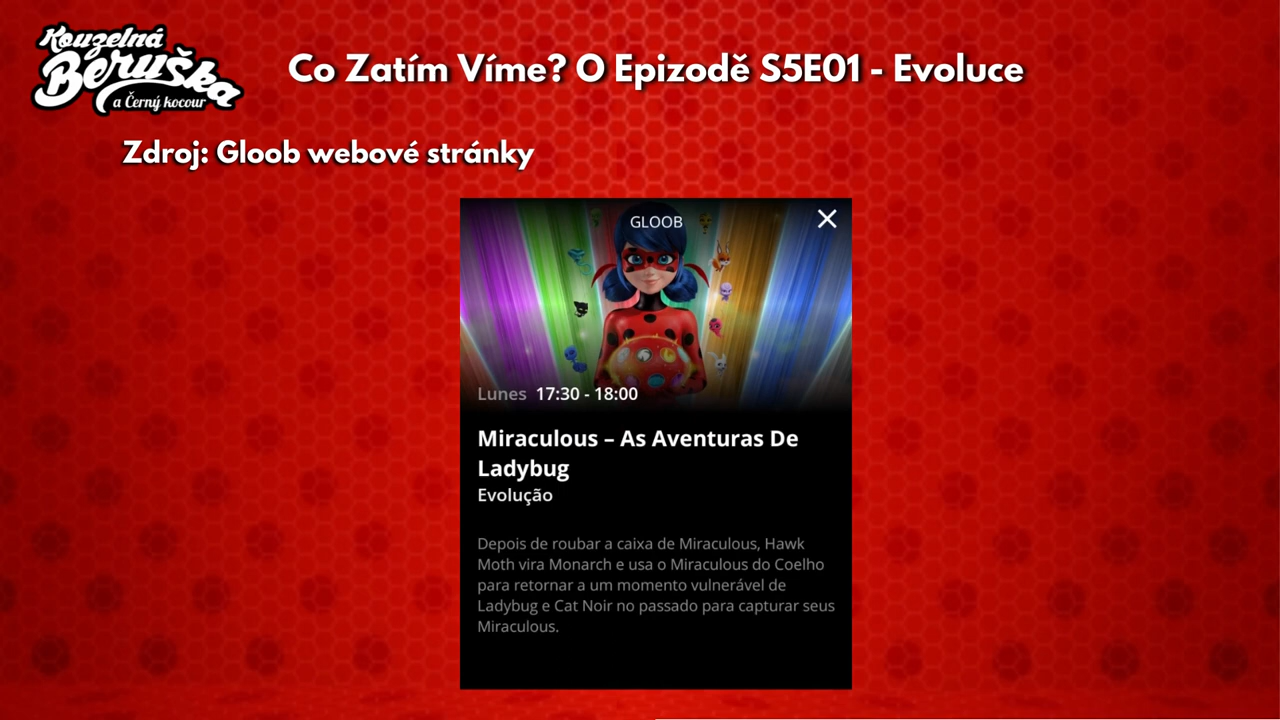 Kouzelná
Beruška
a Černý kocour
Co Zatím Víme? O Epizodě S5E01 - Evoluce
Zdroj: Gloob webové stránky
GLOOB
Lunes 17:30 - 18:00
Miraculous – As Aventuras De
Ladybug
Evolução
Depois de roubar a caixa de Miraculous, Hawk
Moth vira Monarch e usa o Miraculous do Coelho
para retornar a um momento vulnerável de
Ladybug e Cat Noir no passado para capturar seus
Miraculous.